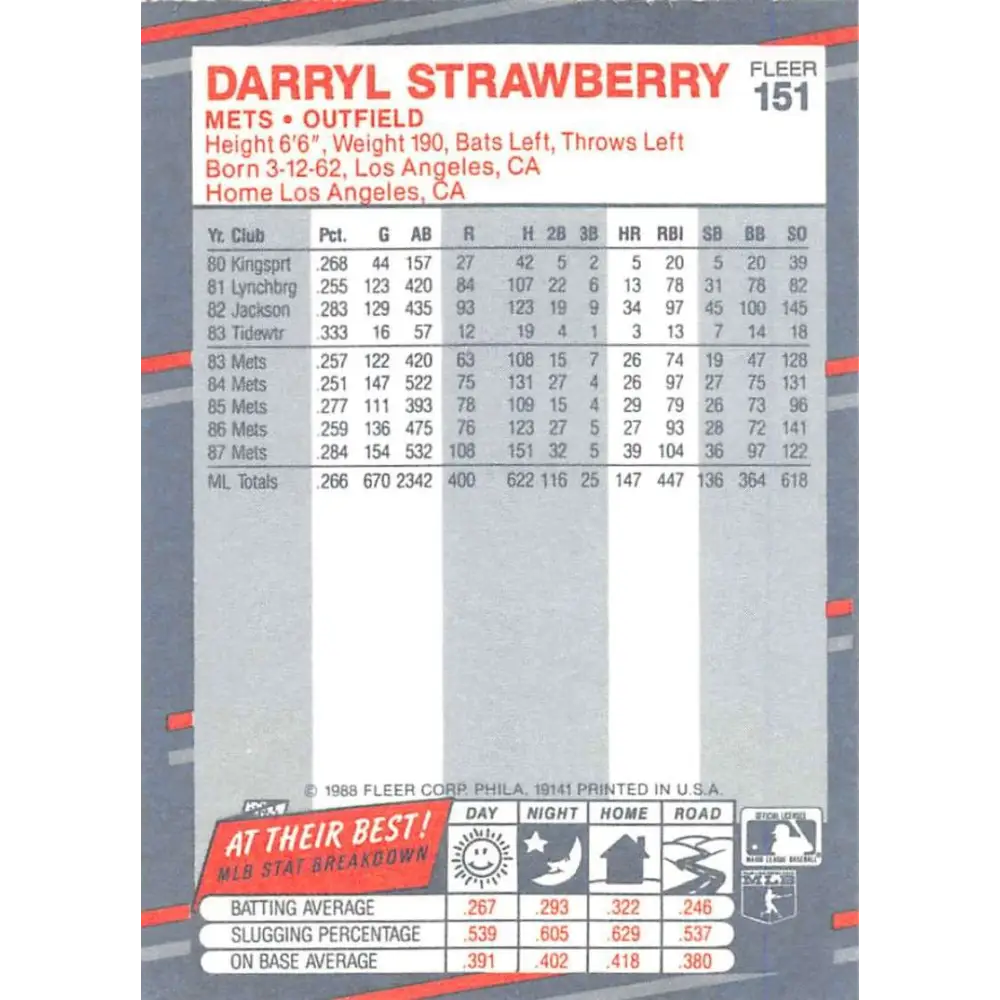 DARRYL STRAWBERRY FLEER 151
METS • OUTFIELD
Height 6'6", Weight 190, Bats Left, Throws Left
Born 3-12-62, Los Angeles, CA
Home Los Angeles, CA
Yr. Club Pct. G AB R H 2B 3B HR RBI SB BB SO
80 Kingsprt .268 44 157 27 42 5 2 5 20 5 20 39
81 Lynchbrg .255 123 420 84 107 22 6 13 78 31 78 82
82 Jackson .283 129 435 93 123 19 9 34 97 45 100 145
83 Tidewtr .333 16 57 12 19 4 1 3 13 7 14 18
83 Mets .257 122 420 63 108 15 7 26 74 19 47 128
84 Mets .251 147 522 75 131 27 4 26 97 27 75 131
85 Mets .277 111 393 78 109 15 4 29 79 26 73 96
86 Mets .259 136 475 76 123 27 5 27 93 28 72 141
87 Mets .284 154 532 108 151 32 5 39 104 36 97 122
ML Totals .266 670 2342 400 622 116 25 147 447 136 364 618
© 1988 FLEER CORP. PHILA. 19141 PRINTED IN U.S.A.
AT THEIR BEST!
MLB STAT BREAKDOWN
DAY NIGHT HOME ROAD
BATTING AVERAGE .267 .293 .322 .246
SLUGGING PERCENTAGE .539 .605 .629 .537
ON BASE AVERAGE .391 .402 .418 .380
OFFICIAL LICENSEE
MAJOR LEAGUE BASEBALL
MLB